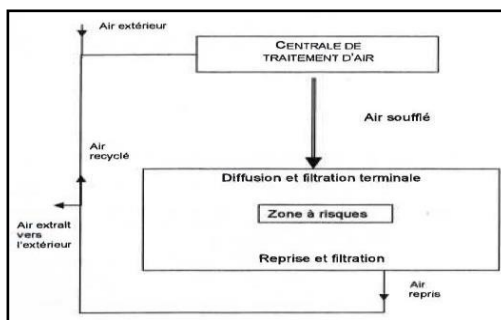 Air extérieur
CENTRALE DE
TRAITEMENT D'AIR
Air soufflé
Air
recyclé
Diffusion et filtration terminale
Zone à risques
Air extrait
vers
l'extérieur
Reprise et filtration
Air
repris